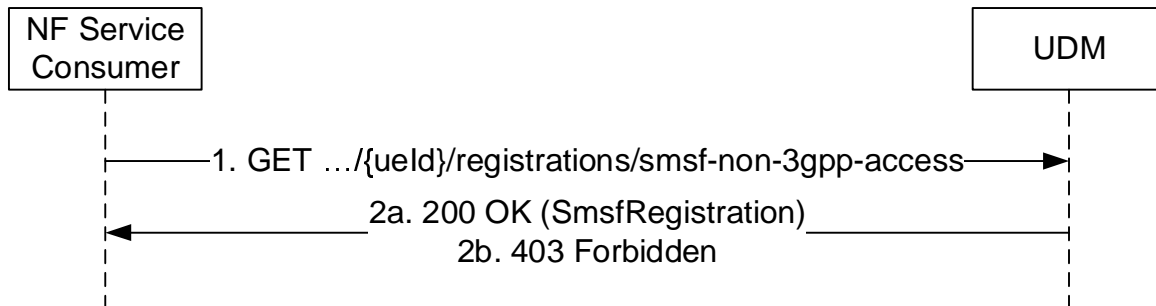 NF Service
Consumer
UDM
1. GET …/{ueId}/registrations/smsf-non-3gpp-access
2a. 200 OK (SmsfRegistration)
2b. 403 Forbidden